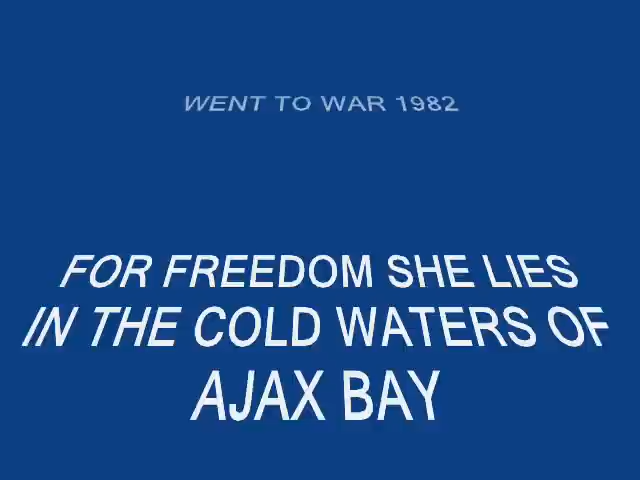 WENT TO WAR 1982
FOR FREEDOM SHE LIES
IN THE COLD WATERS OF
AJAX BAY